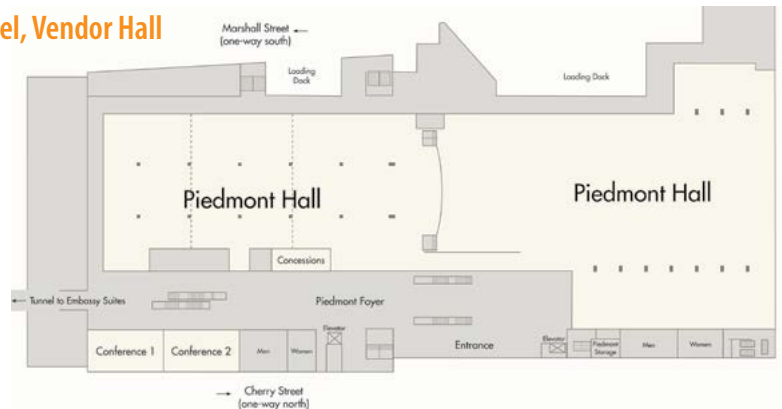 el, Vendor Hall
Marshall Street ←
(one-way south)
Loading
Dock
Loading Dock
Piedmont Hall
Piedmont Hall
Concessions
← Tunnel to Embassy Suites
Piedmont Foyer
Elevator
Conference 1
Conference 2
Men
Women
Entrance
Elevator
Piedmont
Storage
Men
Women
→ Cherry Street
(one-way north)